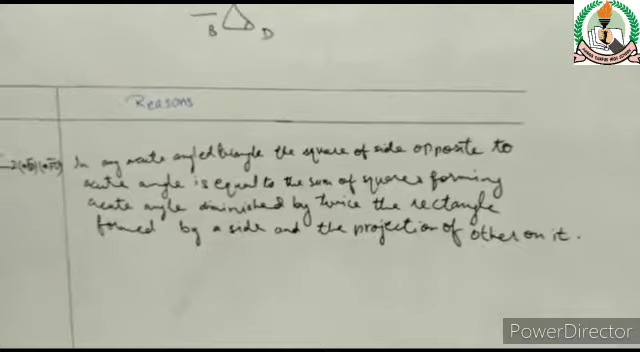 B D
Reasons
In any acute angled triangle the square of side opposite to
acute angle is equal to the sum of squares forming
acute angle diminished by twice the rectangle
formed by a side and the projection of other on it.
PowerDirector